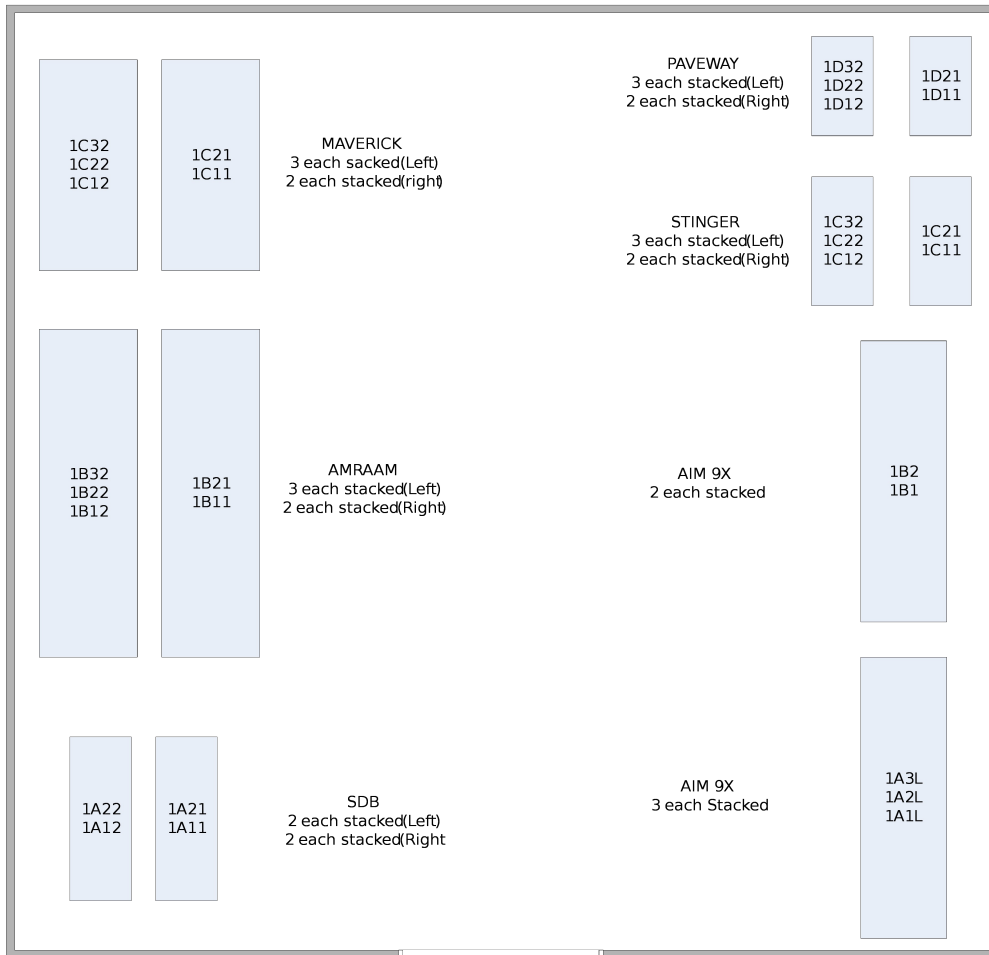 1C32
1C22
1C12
1C21
1C11
MAVERICK
3 each sacked(Left)
2 each stacked(right)
PAVEWAY
3 each stacked(Left)
2 each stacked(Right)
1D32
1D22
1D12
1D21
1D11
STINGER
3 each stacked(Left)
2 each stacked(Right)
1C32
1C22
1C12
1C21
1C11
1B32
1B22
1B12
1B21
1B11
AMRAAM
3 each stacked(Left)
2 each stacked(Right)
AIM 9X
2 each stacked
1B2
1B1
1A22
1A12
1A21
1A11
SDB
2 each stacked(Left)
2 each stacked(Right
AIM 9X
3 each Stacked
1A3L
1A2L
1A1L